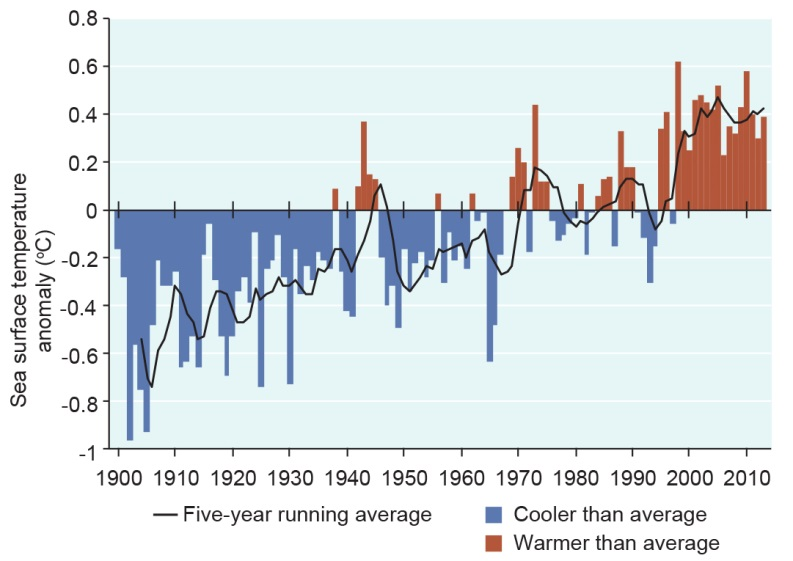 0.8
0.6
0.4
0.2
0
-0.2
-0.4
-0.6
-0.8
-1
Sea surface temperature
anomaly (°C)
1900 1910 1920 1930 1940 1950 1960 1970 1980 1990 2000 2010
Five-year running average
Cooler than average
Warmer than average